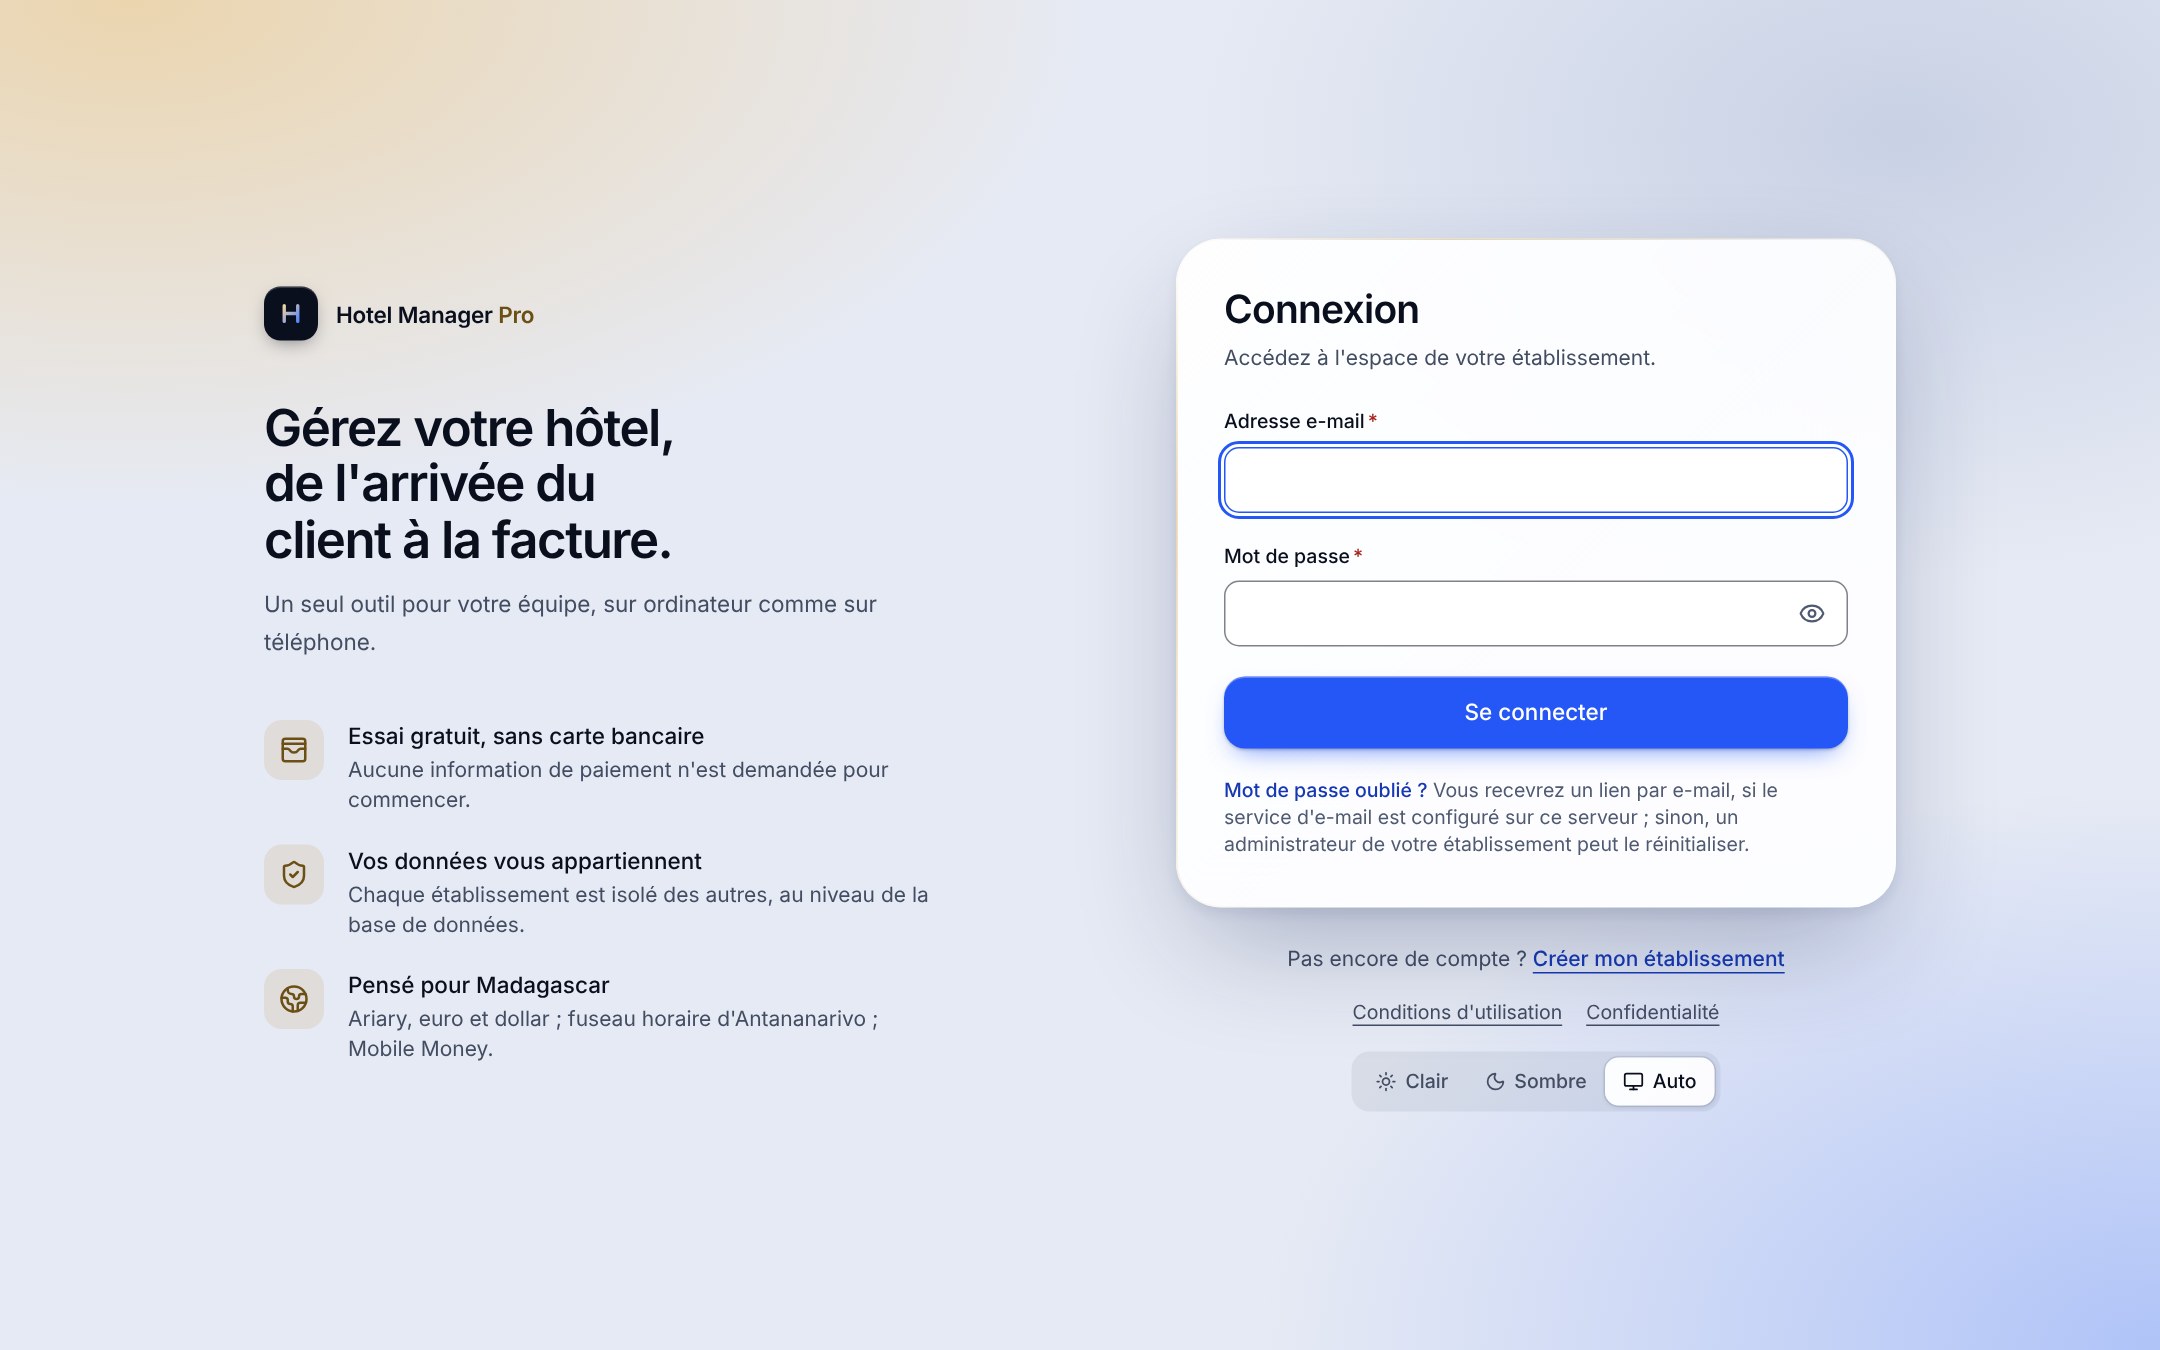 H
Hotel Manager Pro
Gérez votre hôtel,
de l'arrivée du
client à la facture.
Un seul outil pour votre équipe, sur ordinateur comme sur
téléphone.
Essai gratuit, sans carte bancaire
Aucune information de paiement n'est demandée pour
commencer.
Vos données vous appartiennent
Chaque établissement est isolé des autres, au niveau de la
base de données.
Pensé pour Madagascar
Ariary, euro et dollar ; fuseau horaire d'Antananarivo ;
Mobile Money.
Connexion
Accédez à l'espace de votre établissement.
Adresse e-mail *
Mot de passe *
Se connecter
Mot de passe oublié ? Vous recevrez un lien par e-mail, si le
service d'e-mail est configuré sur ce serveur ; sinon, un
administrateur de votre établissement peut le réinitialiser.
Pas encore de compte ? Créer mon établissement
Conditions d'utilisation Confidentialité
Clair Sombre Auto